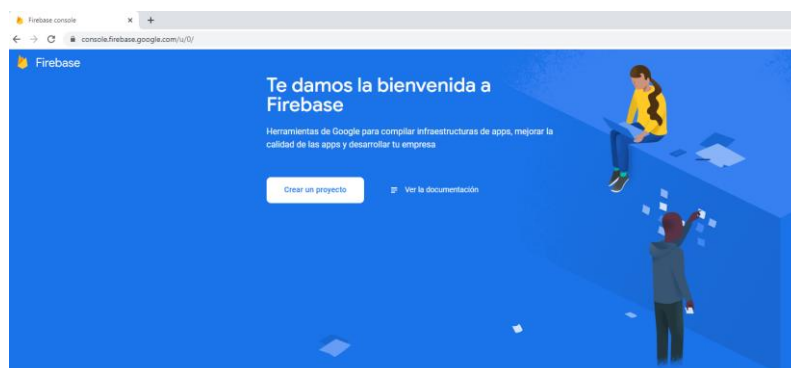 Firebase console
console.firebase.google.com/u/0/
Firebase
Te damos la bienvenida a
Firebase
Herramientas de Google para compilar infraestructuras de apps, mejorar la
calidad de las apps y desarrollar tu empresa
Crear un proyecto
Ver la documentación